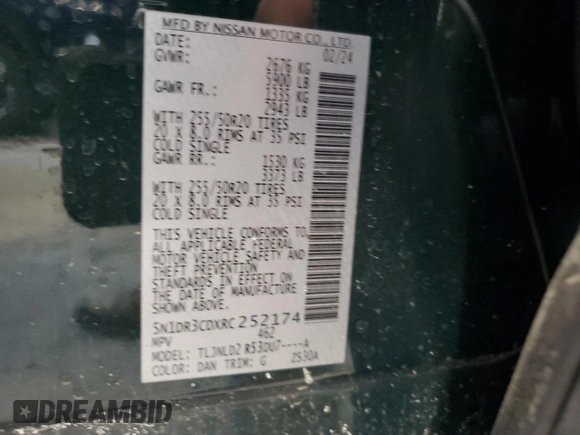 MFD BY NISSAN MOTOR CO., LTD.
DATE: 02/24
GVWR: 2676 KG
5900 LB
GAWR FR.: 1335 KG
2943 LB
WITH 255/50R20 TIRES
20 X 8.0 RIMS AT 35 PSI
COLD SINGLE
GAWR RR.: 1530 KG
3373 LB
WITH 255/50R20 TIRES
20 X 8.0 RIMS AT 35 PSI
COLD SINGLE
THIS VEHICLE CONFORMS TO
ALL APPLICABLE FEDERAL
MOTOR VEHICLE SAFETY AND
THEFT PREVENTION
STANDARDS IN EFFECT ON
THE DATE OF MANUFACTURE
SHOWN ABOVE.
5N1DR3CDXRC252174
MPV 462
MODEL: TLJNLD2 R53DU7----A
COLOR: DAN TRIM: G 2S30A
DREAMBID